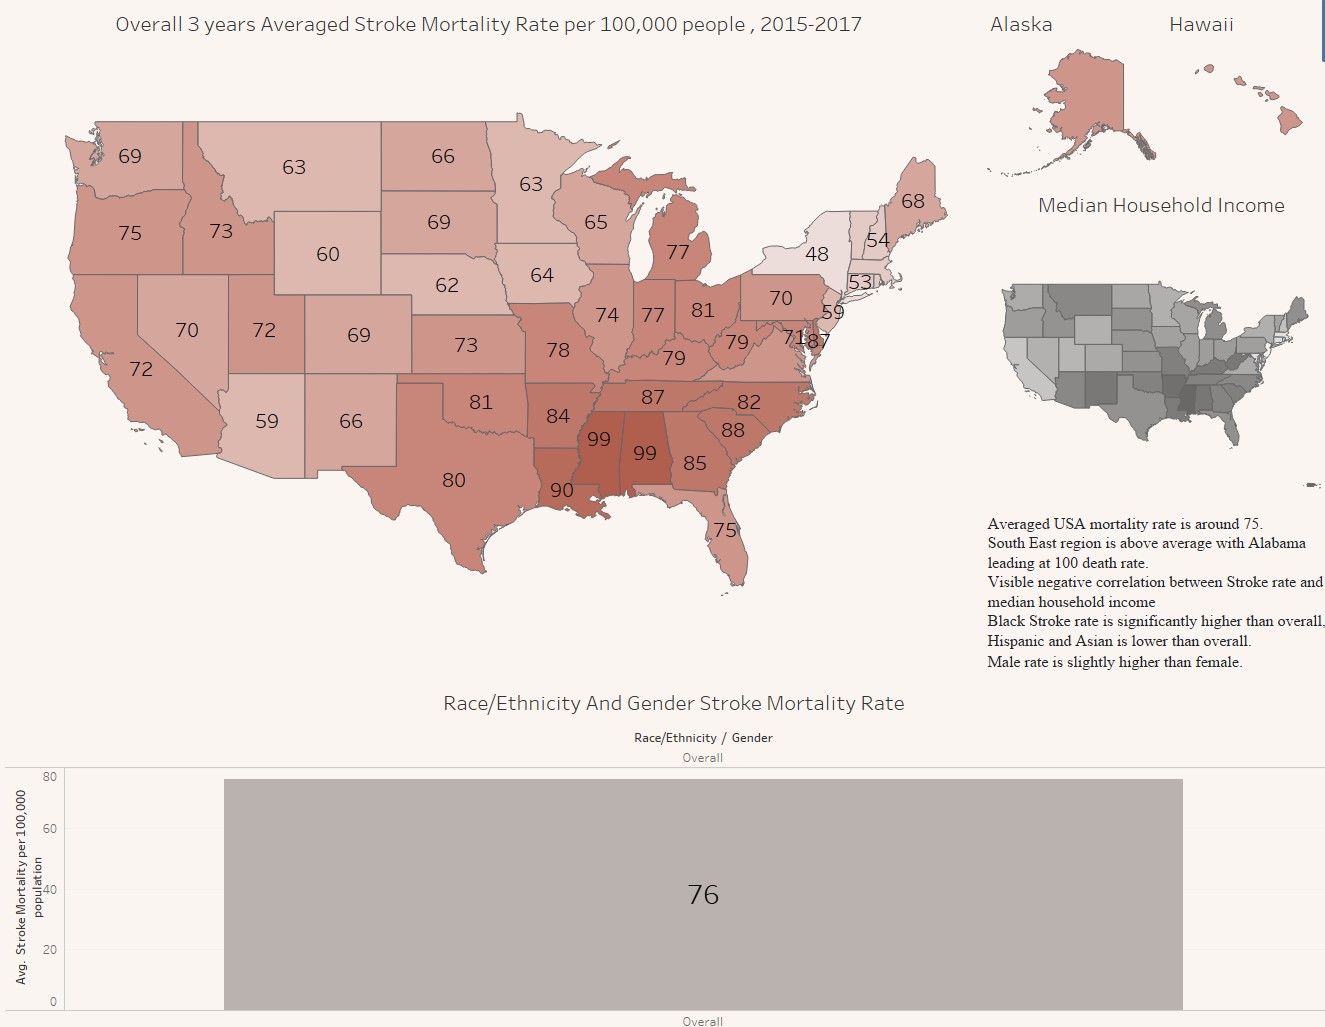 Overall 3 years Averaged Stroke Mortality Rate per 100,000 people , 2015-2017
Alaska
Hawaii
69
63
66
63
75
73
69
65
77
68
54
48
60
62
64
53
70
72
69
73
74
77
81
70
59
72
78
79
79
71
87
59
66
81
84
87
82
80
90
99
99
85
88
75
Median Household Income
Averaged USA mortality rate is around 75.
South East region is above average with Alabama
leading at 100 death rate.
Visible negative correlation between Stroke rate and
median household income
Black Stroke rate is significantly higher than overall,
Hispanic and Asian is lower than overall.
Male rate is slightly higher than female.
Race/Ethnicity And Gender Stroke Mortality Rate
Race/Ethnicity / Gender
Overall
Avg. Stroke Mortality per 100,000
population
80
60
40
20
0
76
Overall